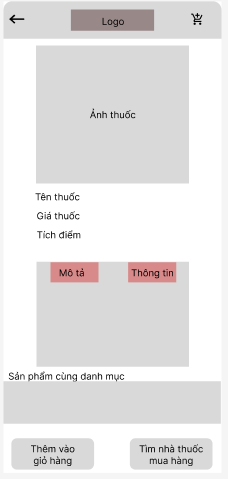 Logo
Ảnh thuốc
Tên thuốc
Giá thuốc
Tích điểm
Mô tả
Thông tin
Sản phẩm cùng danh mục
Thêm vào
giỏ hàng
Tìm nhà thuốc
mua hàng